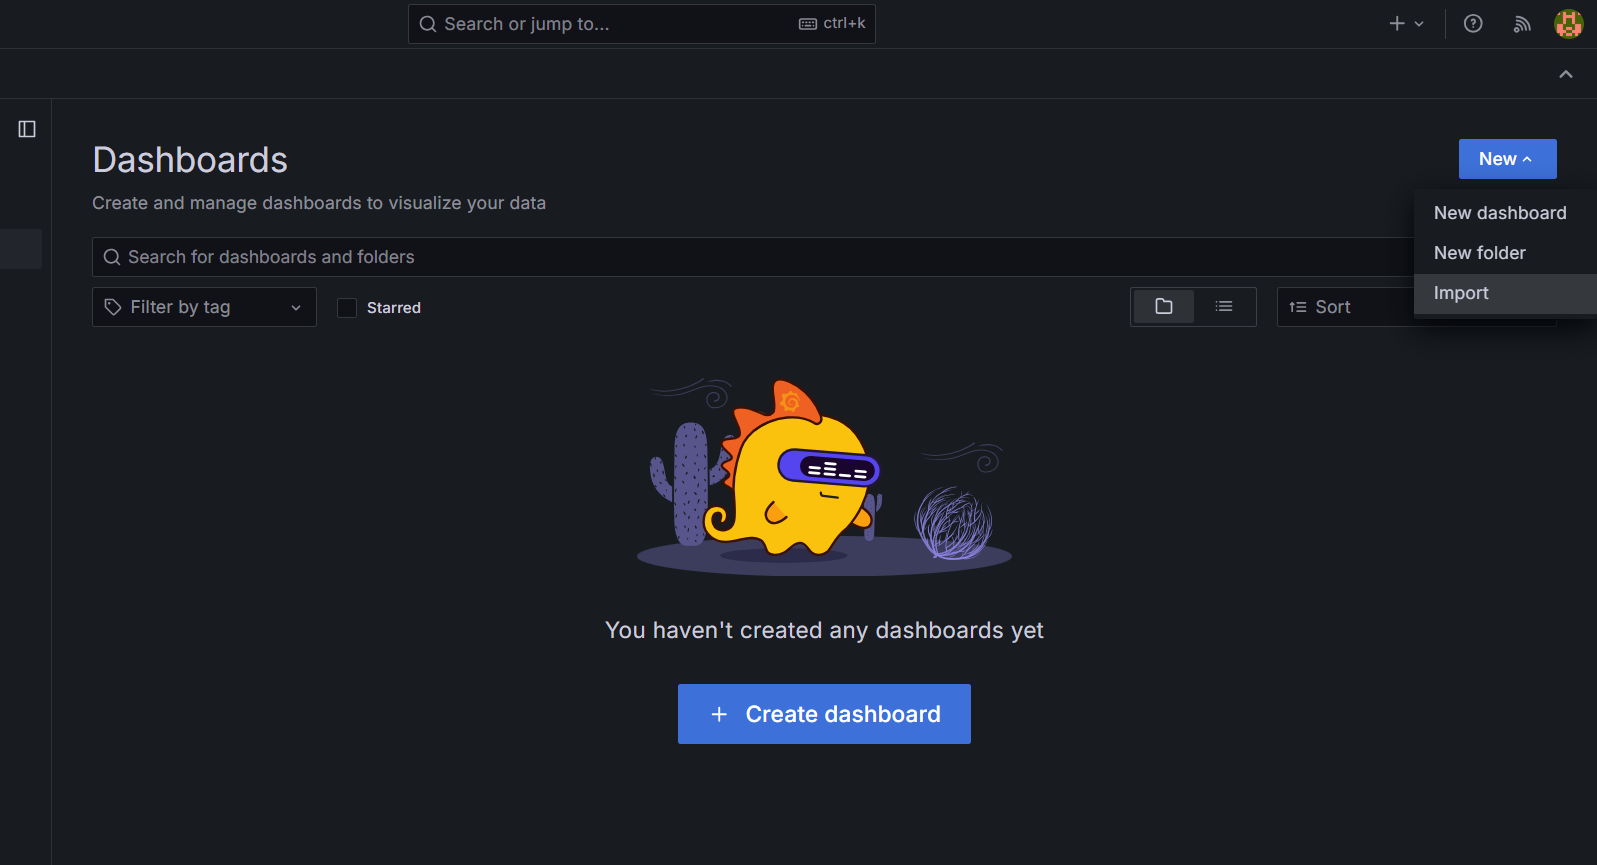 Search or jump to...
ctrl+k
Dashboards
New
Create and manage dashboards to visualize your data
New dashboard
New folder
Import
Search for dashboards and folders
Filter by tag
Starred
Sort
You haven't created any dashboards yet
Create dashboard